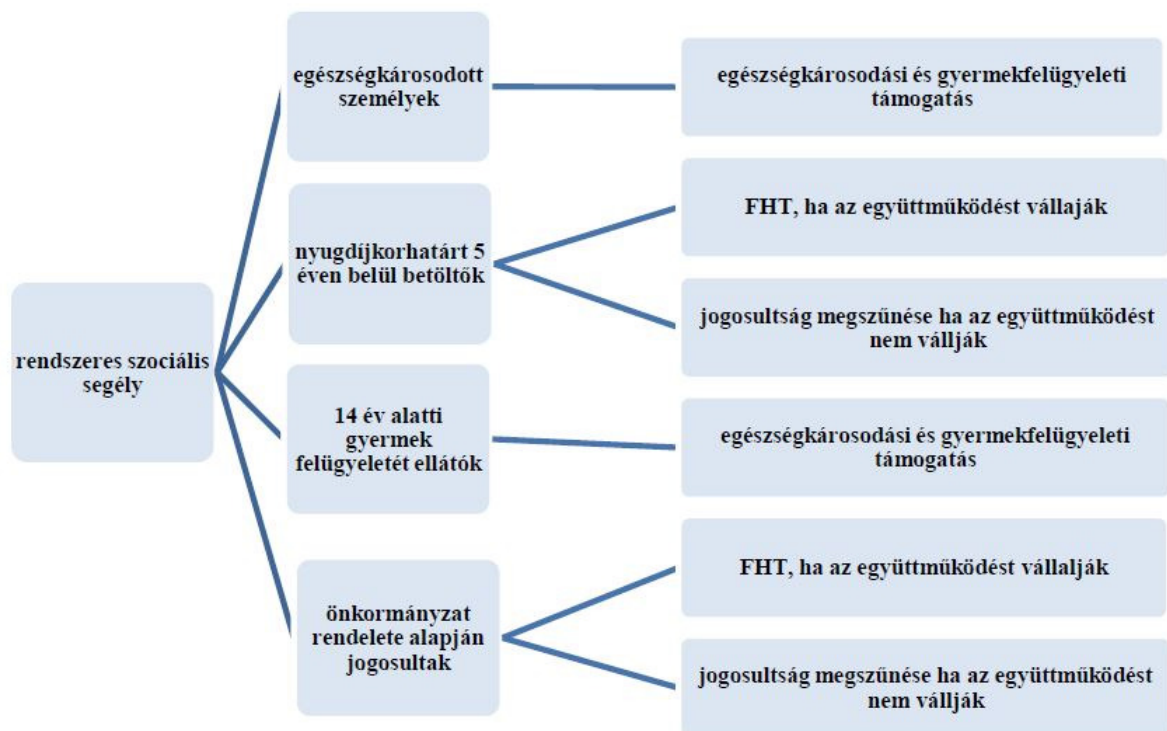 rendszeres szociális
segély
egészségkárosodott
személyek
egészségkárosodási és gyermekfelügyeleti
támogatás
nyugdíjkorhatárt 5
éven belül betöltők
FHT, ha az együttműködést vállaják
jogosultság megszűnése ha az együttműködést
nem vállják
14 év alatti
gyermek
felügyeletét ellátók
egészségkárosodási és gyermekfelügyeleti
támogatás
önkormányzat
rendelete alapján
jogosultak
FHT, ha az együttműködést vállalják
jogosultság megszűnése ha az együttműködést
nem vállják